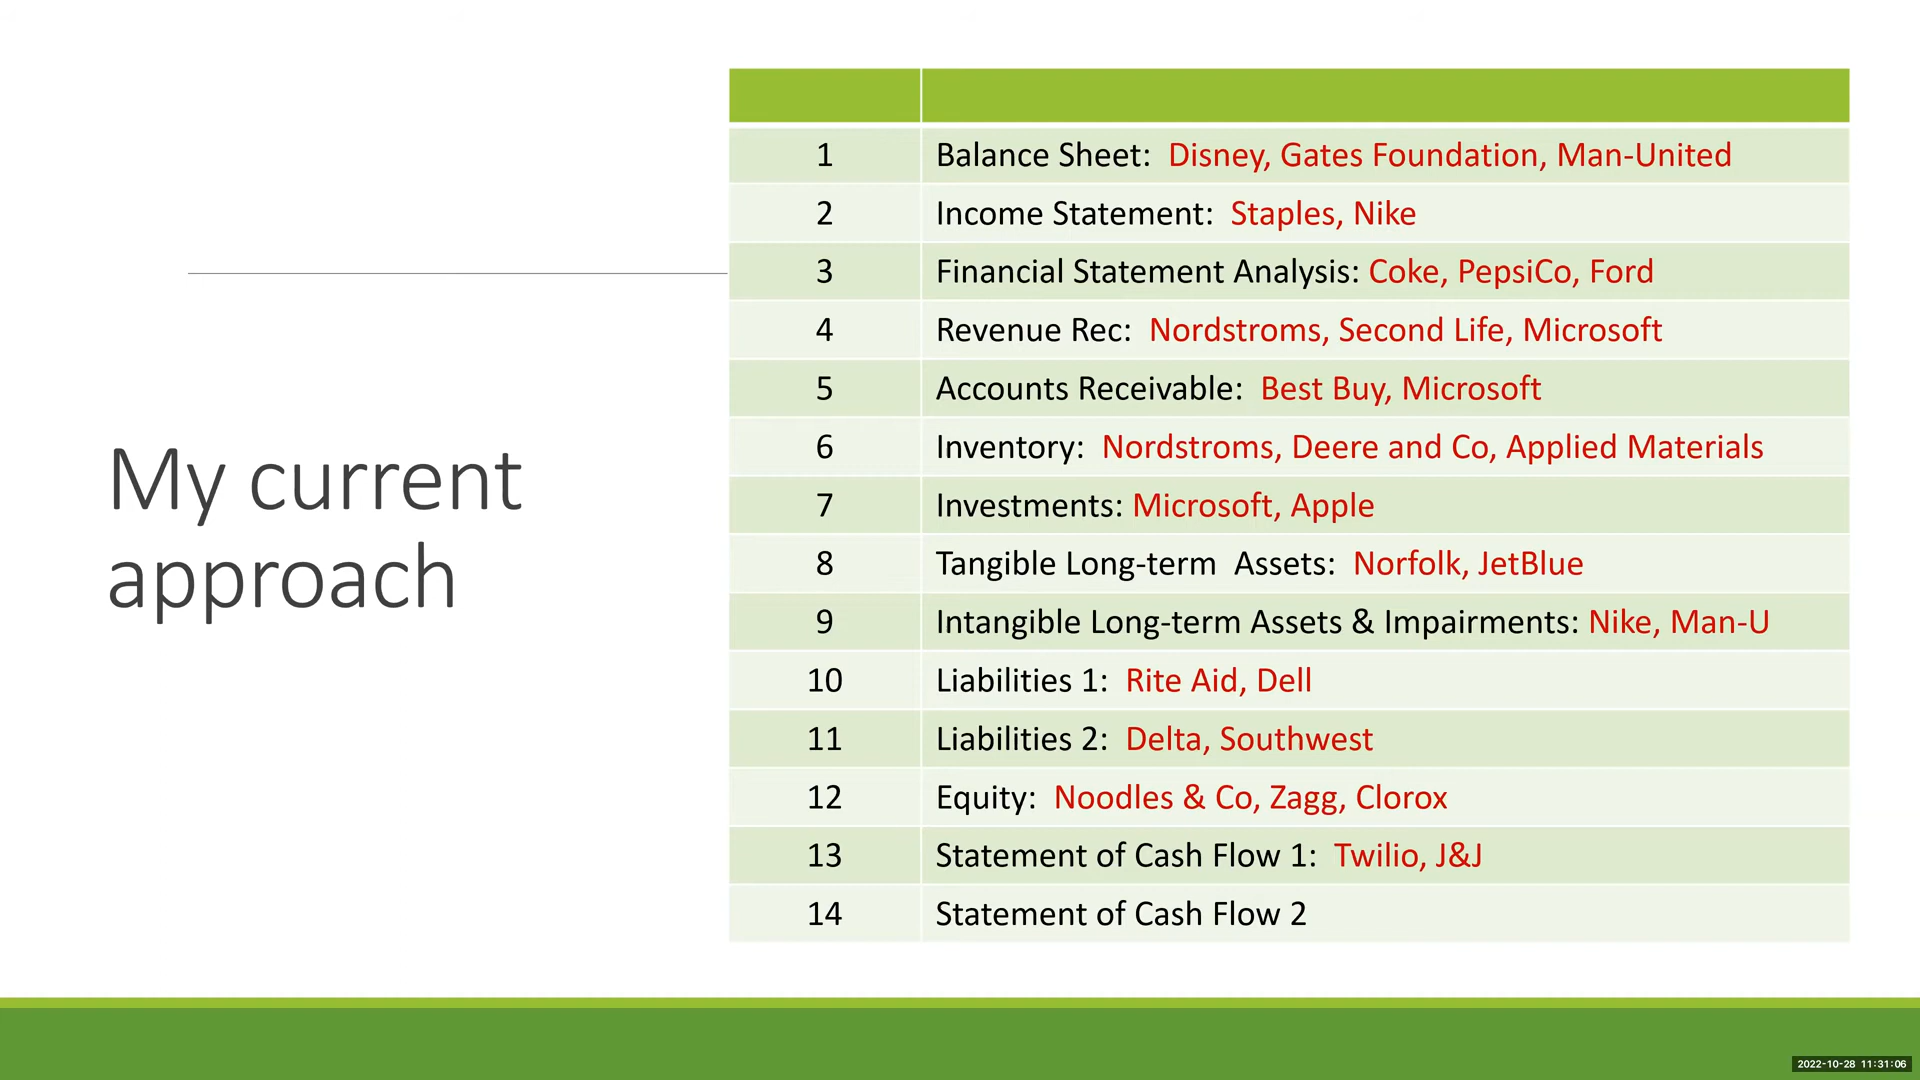 My current
approach
1 Balance Sheet: Disney, Gates Foundation, Man-United
2 Income Statement: Staples, Nike
3 Financial Statement Analysis: Coke, PepsiCo, Ford
4 Revenue Rec: Nordstroms, Second Life, Microsoft
5 Accounts Receivable: Best Buy, Microsoft
6 Inventory: Nordstroms, Deere and Co, Applied Materials
7 Investments: Microsoft, Apple
8 Tangible Long-term Assets: Norfolk, JetBlue
9 Intangible Long-term Assets & Impairments: Nike, Man-U
10 Liabilities 1: Rite Aid, Dell
11 Liabilities 2: Delta, Southwest
12 Equity: Noodles & Co, Zagg, Clorox
13 Statement of Cash Flow 1: Twilio, J&J
14 Statement of Cash Flow 2
2022-10-28 11:31:06